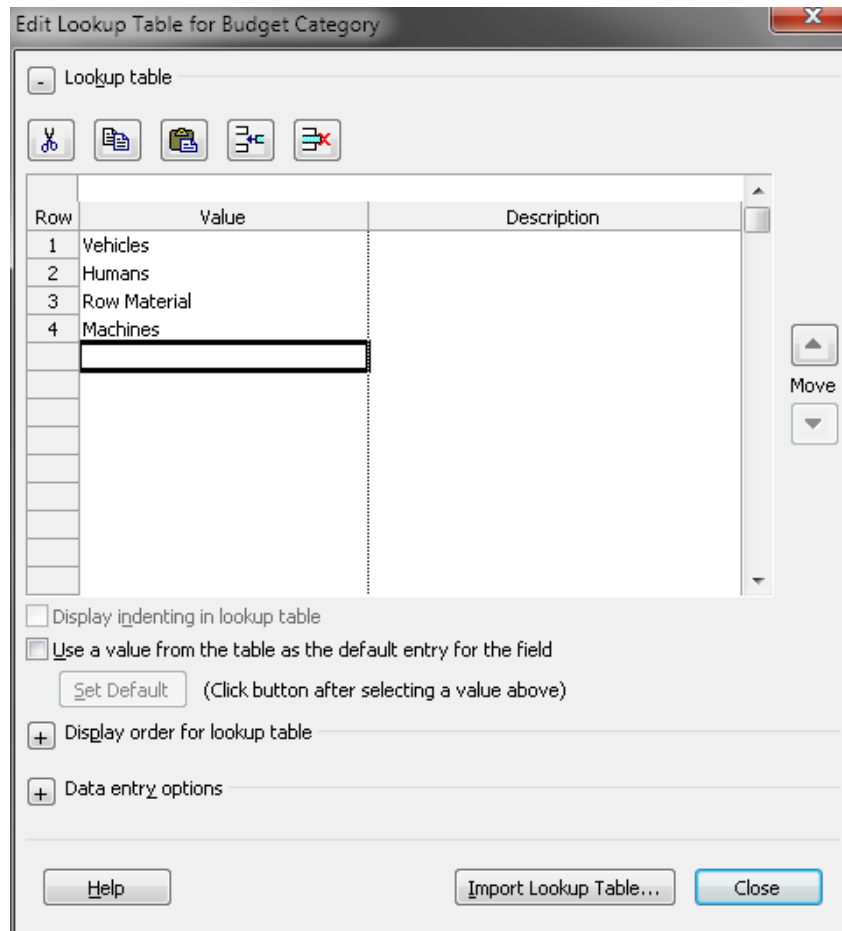 Edit Lookup Table for Budget Category
- Lookup table
Row Value Description
1 Vehicles
2 Humans
3 Row Material
4 Machines
Move
Display indenting in lookup table
Use a value from the table as the default entry for the field
Set Default (Click button after selecting a value above)
+ Display order for lookup table
+ Data entry options
Help Import Lookup Table... Close